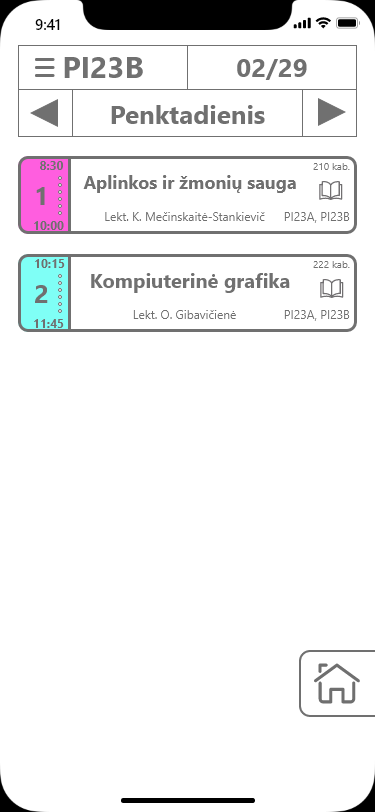 9:41
PI23B
02/29
Penktadienis
8:30
210 kab.
1
Aplinkos ir žmonių sauga
Lekt. K. Mečinskaitė-Stankievič
PI23A, PI23B
10:00
10:15
222 kab.
2
Kompiuterinė grafika
Lekt. O. Gibavičienė
PI23A, PI23B
11:45